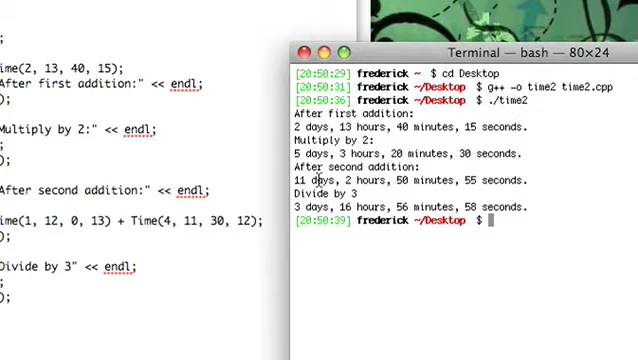 ;
ime(2, 13, 40, 15);
After first addition:" << endl;
;
Multiply by 2:" << endl;
;
);
After second addition:" << endl;
ime(1, 12, 0, 13) + Time(4, 11, 30, 12);
);
Divide by 3" << endl;
;
);
Terminal — bash — 80×24
[20:50:29] frederick ~ $ cd Desktop
[20:50:31] frederick ~/Desktop $ g++ -o time2 time2.cpp
[20:50:36] frederick ~/Desktop $ ./time2
After first addition:
2 days, 13 hours, 40 minutes, 15 seconds.
Multiply by 2:
5 days, 3 hours, 20 minutes, 30 seconds.
After second addition:
11 days, 2 hours, 50 minutes, 55 seconds.
Divide by 3
3 days, 16 hours, 56 minutes, 58 seconds.
[20:50:39] frederick ~/Desktop $